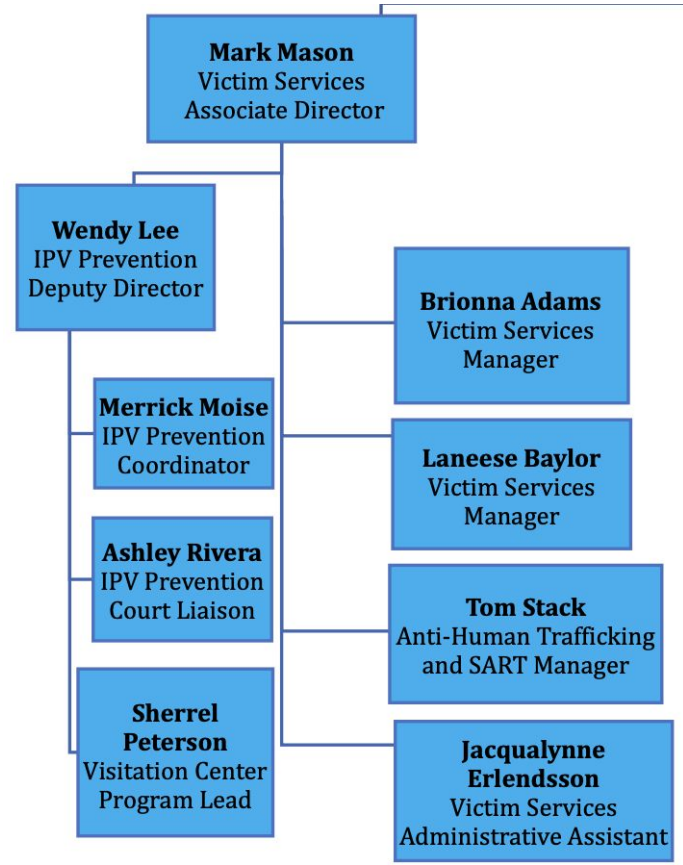 Mark Mason
Victim Services
Associate Director
Wendy Lee
IPV Prevention
Deputy Director
Merrick Moise
IPV Prevention
Coordinator
Ashley Rivera
IPV Prevention
Court Liaison
Sherrel
Peterson
Visitation Center
Program Lead
Brionna Adams
Victim Services
Manager
Laneese Baylor
Victim Services
Manager
Tom Stack
Anti-Human Trafficking
and SART Manager
Jacqualynne
Erlendsson
Victim Services
Administrative Assistant